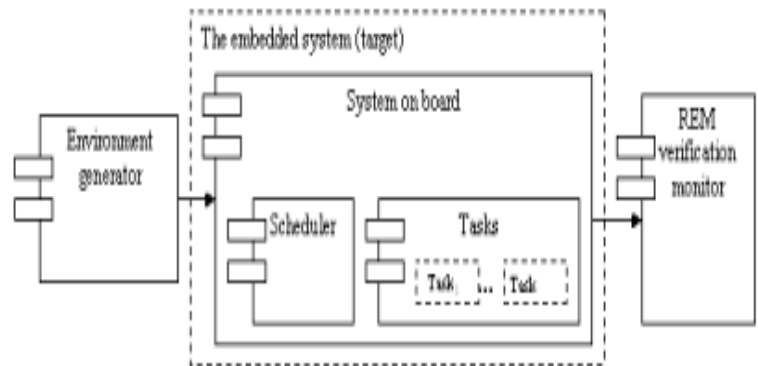 The embedded system (target)
System on board
Environment
generator
REM
verification
monitor
Scheduler
Tasks
Task
...
Task